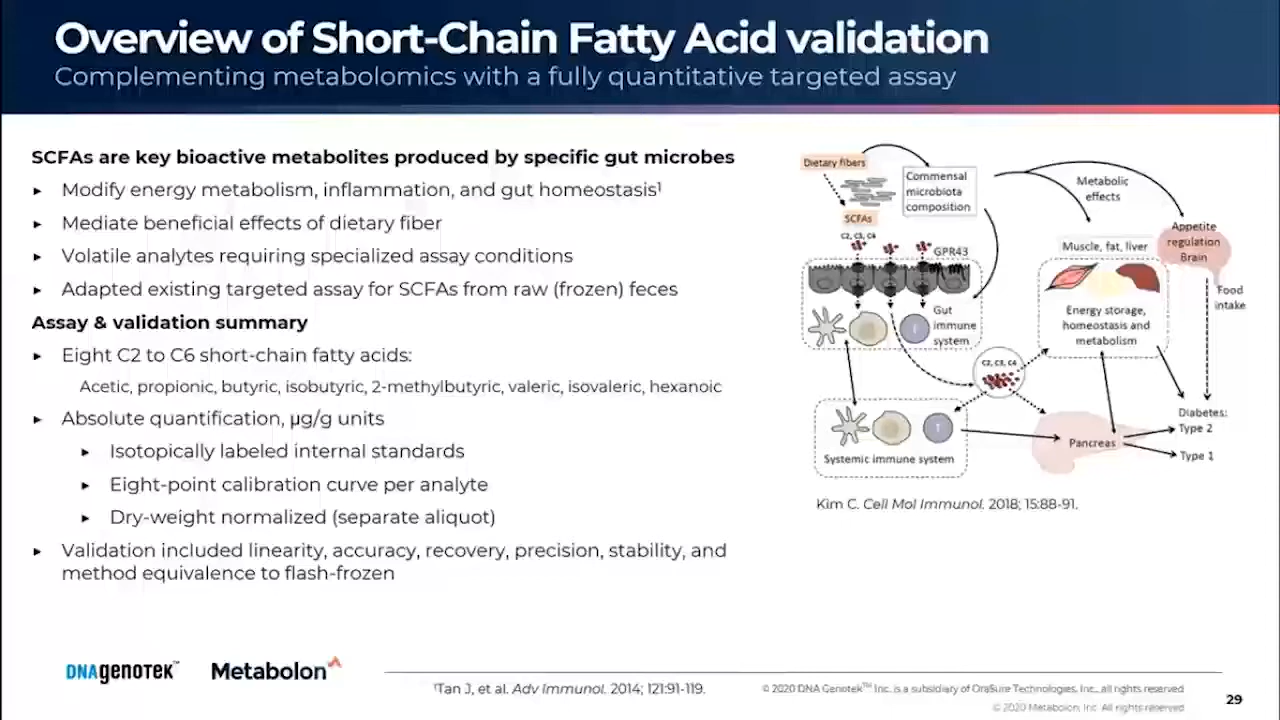 Overview of Short-Chain Fatty Acid validation
Complementing metabolomics with a fully quantitative targeted assay
SCFAs are key bioactive metabolites produced by specific gut microbes
▸ Modify energy metabolism, inflammation, and gut homeostasis¹
▸ Mediate beneficial effects of dietary fiber
▸ Volatile analytes requiring specialized assay conditions
▸ Adapted existing targeted assay for SCFAs from raw (frozen) feces
Assay & validation summary
▸ Eight C2 to C6 short-chain fatty acids:
Acetic, propionic, butyric, isobutyric, 2-methylbutyric, valeric, isovaleric, hexanoic
▸ Absolute quantification, µg/g units
▸ Isotopically labeled internal standards
▸ Eight-point calibration curve per analyte
▸ Dry-weight normalized (separate aliquot)
▸ Validation included linearity, accuracy, recovery, precision, stability, and
method equivalence to flash-frozen
Dietary fibers
Commensal
microbiota
composition
SCFAs
C2, C3, C4
GPR43
Gut
immune
system
Metabolic
effects
Muscle, fat, liver
Appetite
regulation
Brain
Food
intake
Energy storage,
homeostasis and
metabolism
C2, C3, C4
Systemic immune system
Pancreas
Diabetes:
Type 2
Type 1
Kim C. Cell Mol Immunol. 2018; 15:88-91.
DNAgenotek™
Metabolon
¹Tan J, et al. Adv Immunol. 2014; 121:91-119.
© 2020 DNA Genotek™ Inc. is a subsidiary of OraSure Technologies, Inc., all rights reserved
© 2020 Metabolon, Inc. All rights reserved
29